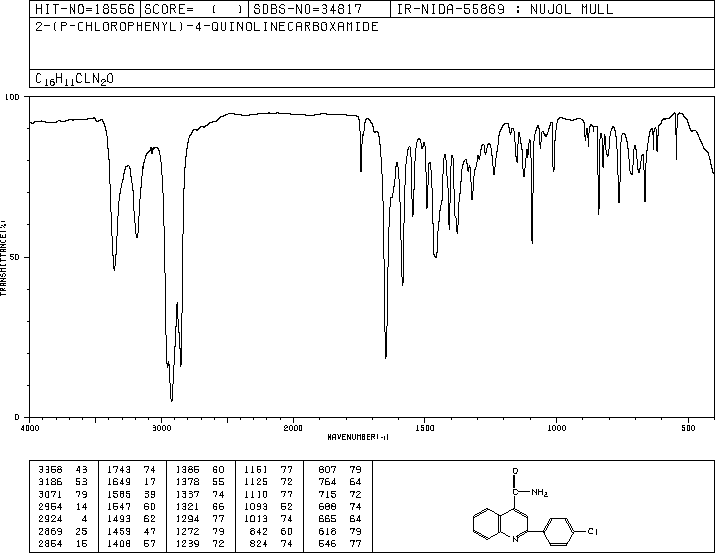 HIT-NO=18556 SCORE= ( ) SDBS-NO=34817 IR-NIDA-55869 : NUJOL MULL
2-(P-CHLOROPHENYL)-4-QUINOLINECARBOXAMIDE
C16H11CLN2O
100
50
0
TRANSMITTANCE(%)
4000 3000 2000 1500 1000 500
WAVENUMBER(-1)
3358 43 1743 74 1386 60 1151 77 807 79
3186 53 1649 17 1378 55 1125 72 764 64
3071 79 1585 39 1337 74 1110 77 715 72
2954 14 1547 60 1321 66 1093 52 688 74
2924 4 1493 62 1294 77 1013 74 665 64
2869 25 1459 47 1272 79 842 60 618 79
2854 15 1408 57 1239 72 824 74 546 77
O
C NH2
N
Cl